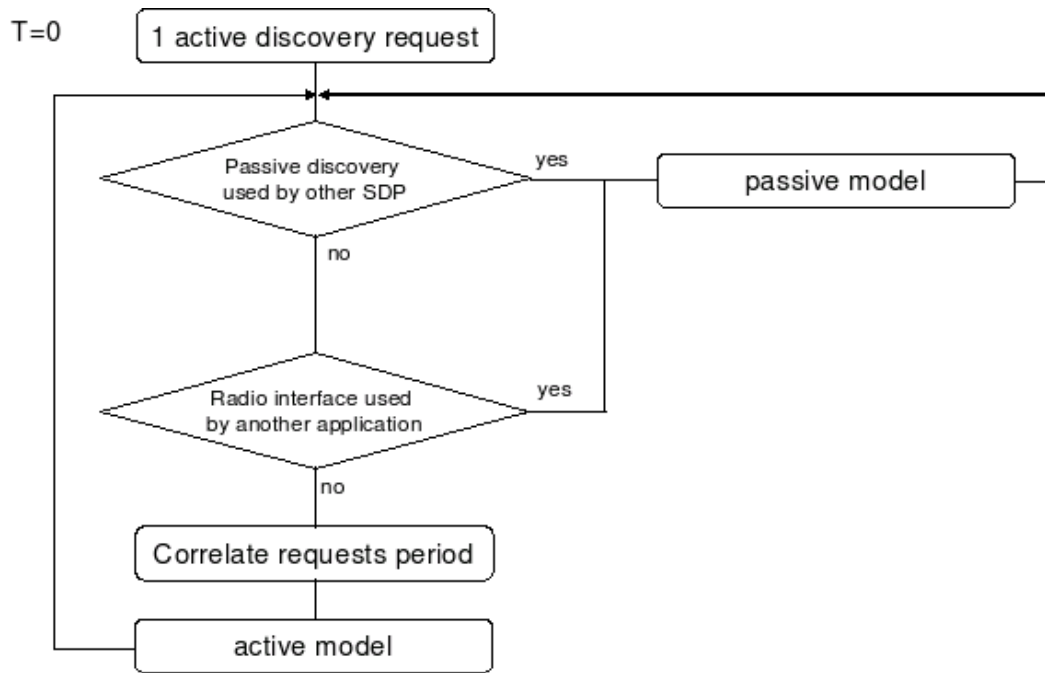 T=0
1 active discovery request
Passive discovery
used by other SDP
yes
passive model
no
Radio interface used
by another application
yes
no
Correlate requests period
active model